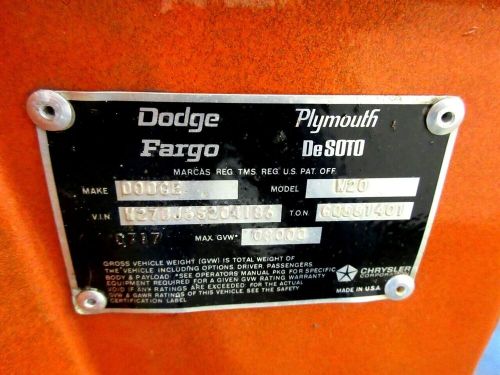 Dodge Plymouth
Fargo DeSOTO
MARCAS REG TMS REG U.S. PAT. OFF.
MAKE DODGE MODEL W20
V.I.N. T.O.N.
MAX. GVW*
GROSS VEHICLE WEIGHT (GVW) IS TOTAL WEIGHT OF
THE VEHICLE INCLUDING OPTIONS DRIVER, PASSENGERS
BODY & PAYLOAD *SEE OPERATORS MANUAL PKG FOR SPECIFIC
EQUIPMENT REQUIRED FOR A GIVEN GVW RATING WARRANTY
VOID IF ANY RATINGS ARE EXCEEDED FOR THE ACTUAL
GVW & GAWR RATINGS OF THIS VEHICLE. SEE THE SAFETY
CERTIFICATION LABEL.
CHRYSLER
CORPORATION
MADE IN U.S.A.